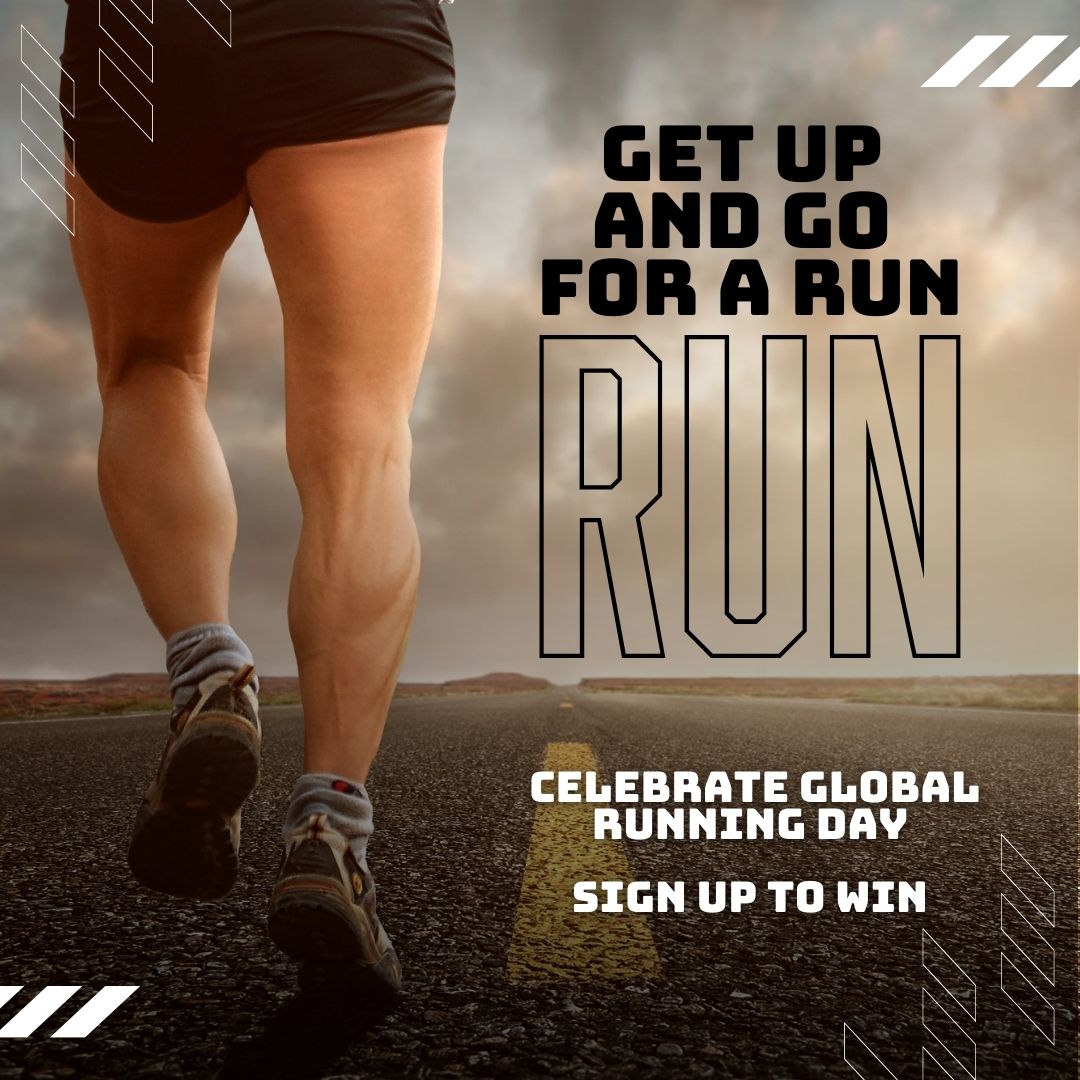 GET UP
AND GO
FOR A RUN
RUN
CELEBRATE GLOBAL
RUNNING DAY
SIGN UP TO WIN